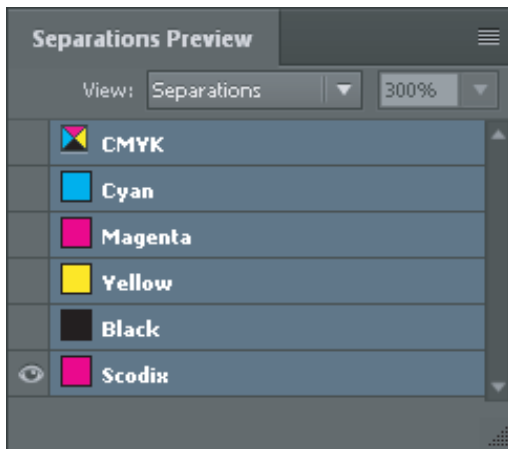 Separations Preview
View: Separations 300%
CMYK
Cyan
Magenta
Yellow
Black
Scodix